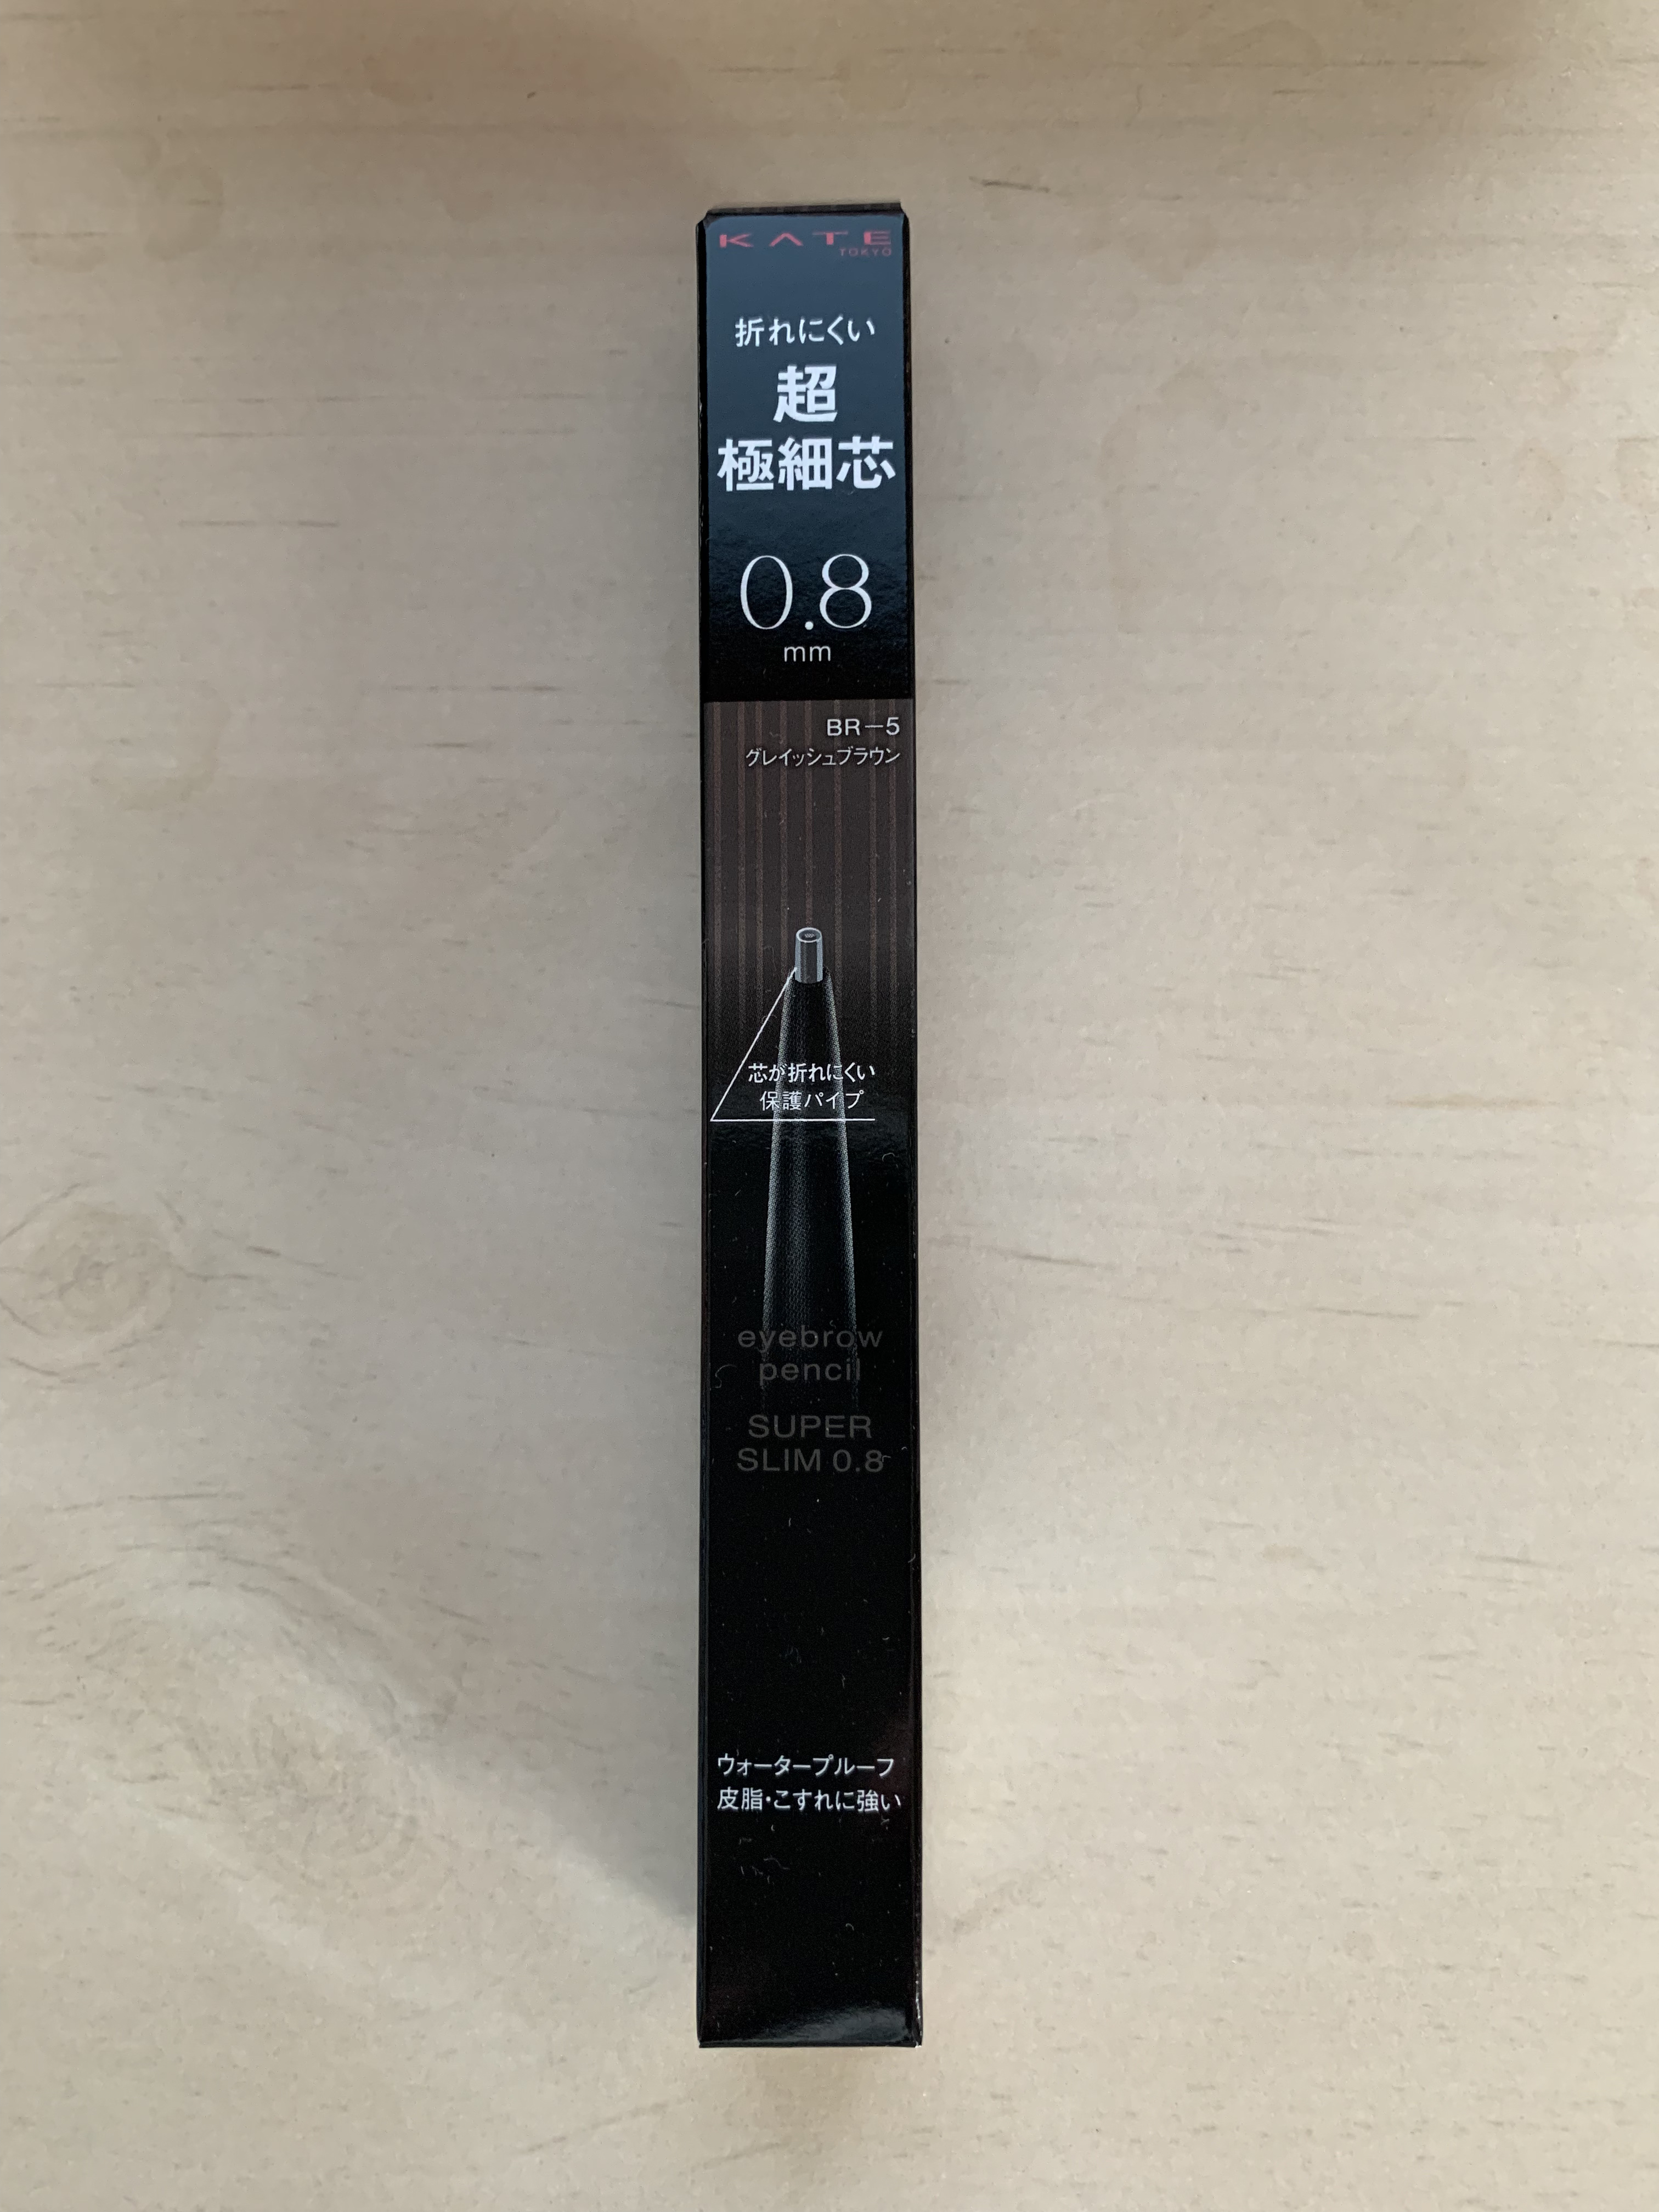 KATE
TOKYO
折れにくい
超
極細芯
0.8
mm
BR-5
グレイッシュブラウン
芯が折れにくい
保護パイプ
eyebrow
pencil
SUPER
SLIM 0.8
ウォータープルーフ
皮脂・こすれに強い